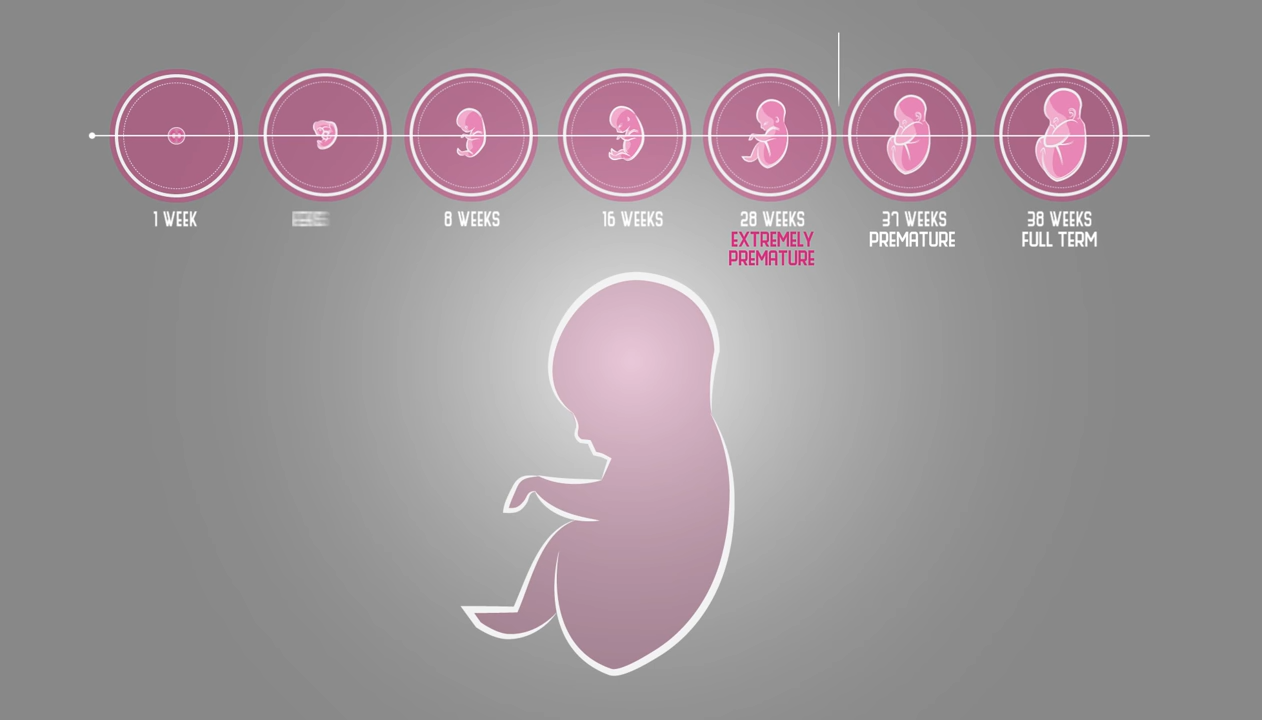 1 WEEK
8 WEEKS
16 WEEKS
28 WEEKS
EXTREMELY
PREMATURE
37 WEEKS
PREMATURE
38 WEEKS
FULL TERM